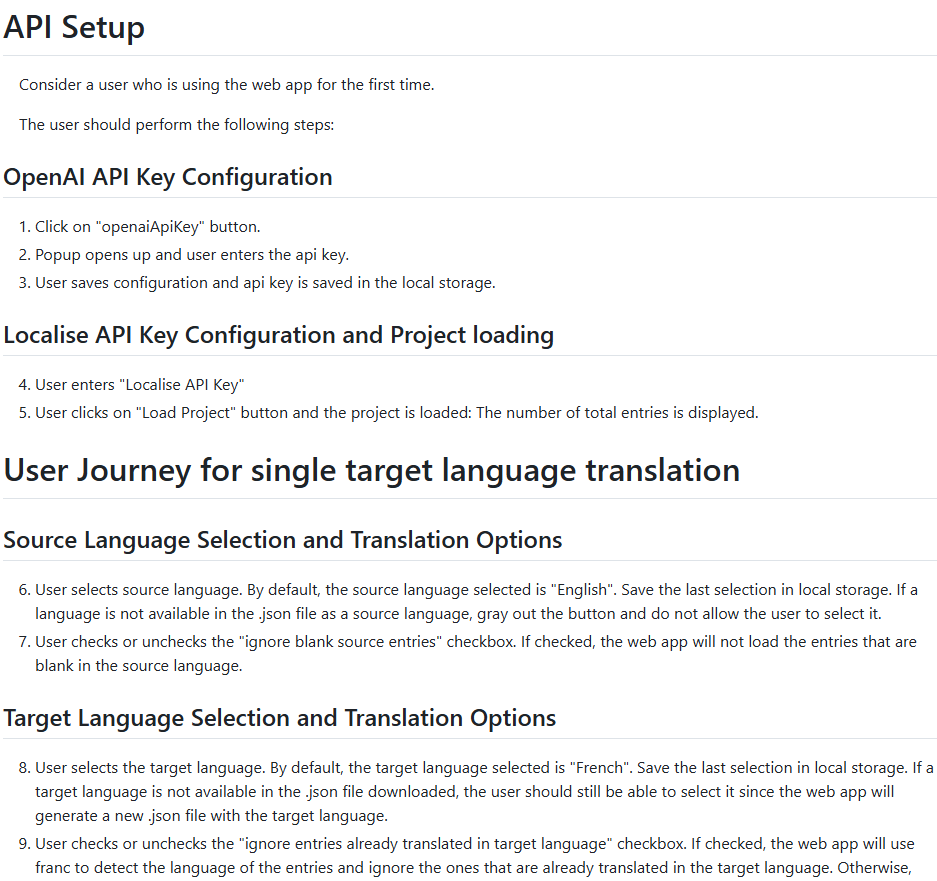 API Setup
Consider a user who is using the web app for the first time.
The user should perform the following steps:
OpenAI API Key Configuration
1. Click on "openaiApiKey" button.
2. Popup opens up and user enters the api key.
3. User saves configuration and api key is saved in the local storage.
Localise API Key Configuration and Project loading
4. User enters "Localise API Key"
5. User clicks on "Load Project" button and the project is loaded: The number of total entries is displayed.
User Journey for single target language translation
Source Language Selection and Translation Options
6. User selects source language. By default, the source language selected is "English". Save the last selection in local storage. If a
language is not available in the .json file as a source language, gray out the button and do not allow the user to select it.
7. User checks or unchecks the "ignore blank source entries" checkbox. If checked, the web app will not load the entries that are
blank in the source language.
Target Language Selection and Translation Options
8. User selects the target language. By default, the target language selected is "French". Save the last selection in local storage. If a
target language is not available in the .json file downloaded, the user should still be able to select it since the web app will
generate a new .json file with the target language.
9. User checks or unchecks the "ignore entries already translated in target language" checkbox. If checked, the web app will use
franc to detect the language of the entries and ignore the ones that are already translated in the target language. Otherwise,